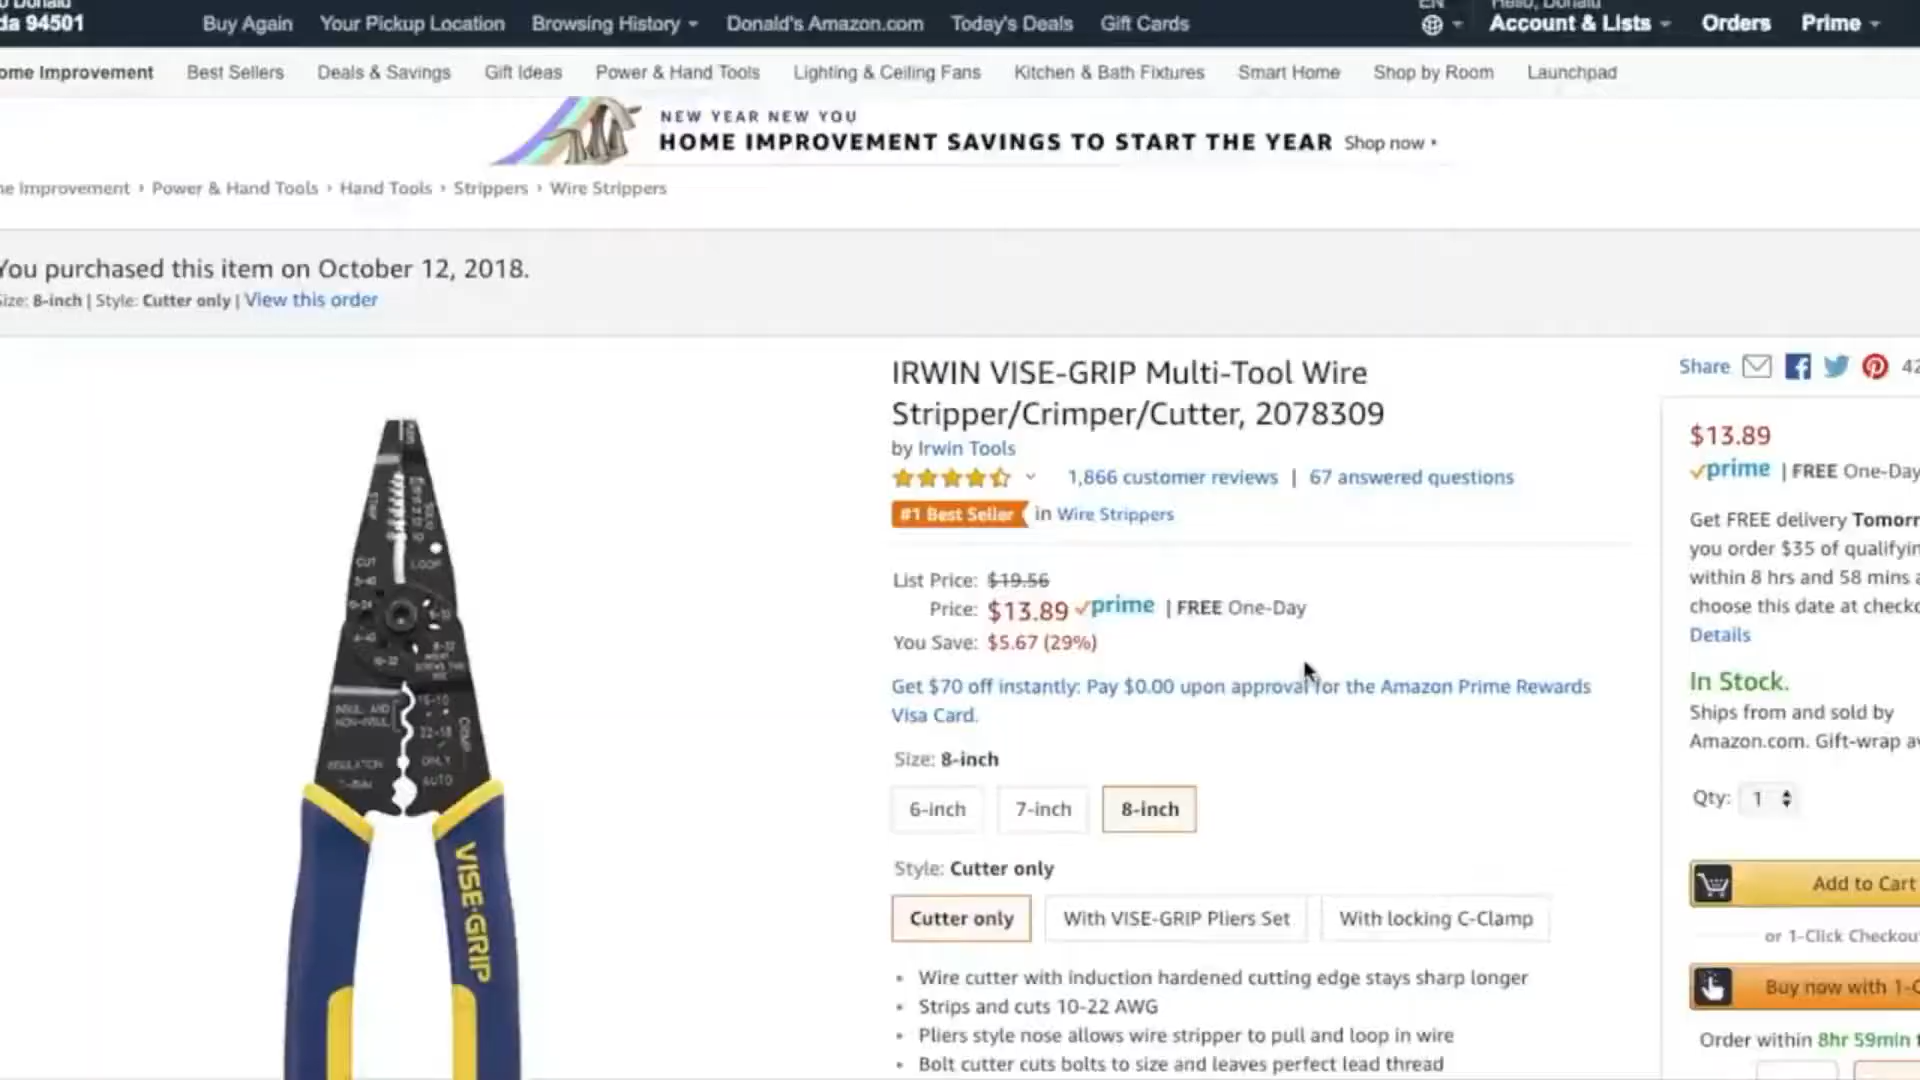 da 94501
Buy Again
Your Pickup Location
Browsing History
Donald's Amazon.com
Today's Deals
Gift Cards
EN
Hello, Donald
Account & Lists
Orders
Prime
ome Improvement
Best Sellers
Deals & Savings
Gift Ideas
Power & Hand Tools
Lighting & Ceiling Fans
Kitchen & Bath Fixtures
Smart Home
Shop by Room
Launchpad
NEW YEAR NEW YOU
HOME IMPROVEMENT SAVINGS TO START THE YEAR Shop now
ne Improvement › Power & Hand Tools › Hand Tools › Strippers › Wire Strippers
You purchased this item on October 12, 2018.
Size: 8-inch | Style: Cutter only | View this order
CUT
LOOP
VISE-GRIP
IRWIN VISE-GRIP Multi-Tool Wire
Stripper/Crimper/Cutter, 2078309
by Irwin Tools
1,866 customer reviews | 67 answered questions
#1 Best Seller in Wire Strippers
List Price: $19.56
Price: $13.89 prime | FREE One-Day
You Save: $5.67 (29%)
Get $70 off instantly: Pay $0.00 upon approval for the Amazon Prime Rewards
Visa Card.
Size: 8-inch
6-inch
7-inch
8-inch
Style: Cutter only
Cutter only
With VISE-GRIP Pliers Set
With locking C-Clamp
• Wire cutter with induction hardened cutting edge stays sharp longer
• Strips and cuts 10-22 AWG
• Pliers style nose allows wire stripper to pull and loop in wire
• Bolt cutter cuts bolts to size and leaves perfect lead thread
Share
42
$13.89
prime | FREE One-Day
Get FREE delivery Tomorr
you order $35 of qualifyin
within 8 hrs and 58 mins a
choose this date at checko
Details
In Stock.
Ships from and sold by
Amazon.com. Gift-wrap av
Qty: 1
Add to Cart
or 1-Click Checkou
Buy now with 1-C
Order within 8hr 59min t